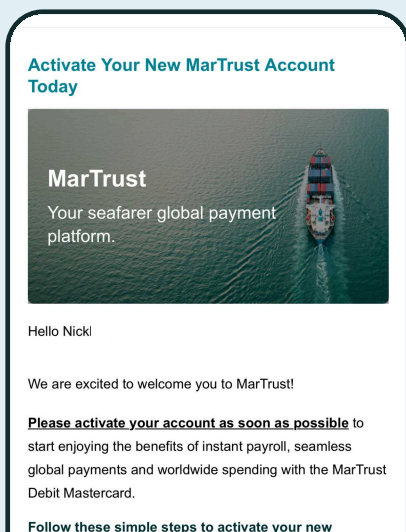 Activate Your New MarTrust Account
Today
MarTrust
Your seafarer global payment
platform.
Hello Nick
We are excited to welcome you to MarTrust!
Please activate your account as soon as possible to
start enjoying the benefits of instant payroll, seamless
global payments and worldwide spending with the MarTrust
Debit Mastercard.
Follow these simple steps to activate your new